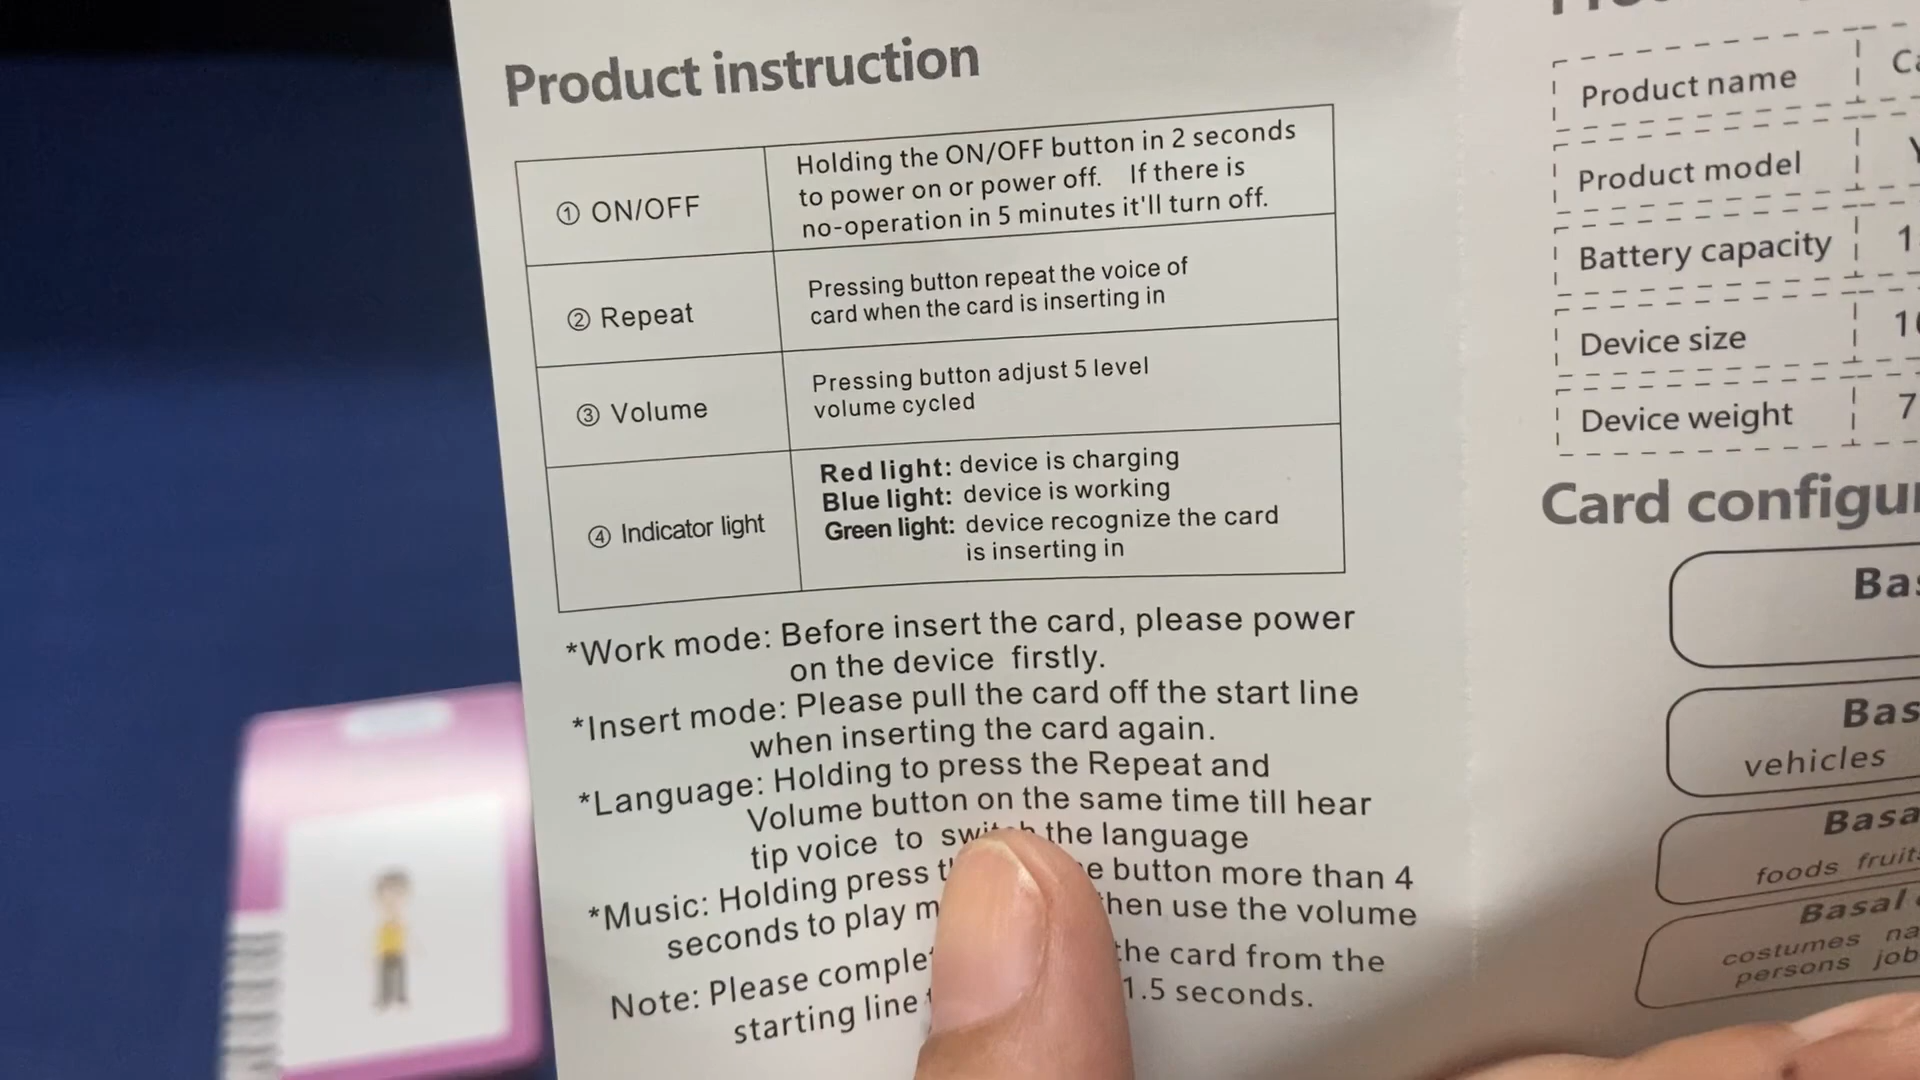 Product instruction
① ON/OFF
Holding the ON/OFF button in 2 seconds
to power on or power off. If there is
no-operation in 5 minutes it'll turn off.
② Repeat
Pressing button repeat the voice of
card when the card is inserting in
③ Volume
Pressing button adjust 5 level
volume cycled
④ Indicator light
Red light: device is charging
Blue light: device is working
Green light: device recognize the card
is inserting in
*Work mode: Before insert the card, please power
on the device firstly.
*Insert mode: Please pull the card off the start line
when inserting the card again.
*Language: Holding to press the Repeat and
Volume button on the same time till hear
tip voice to switch the language
*Music: Holding press button more than 4
seconds to play use the volume
Note: Please the card from the
starting line 1.5 seconds.
Product name
Product model
Battery capacity
Device size
Device weight
Card
vehicles
foods
Basal
costumes
persons